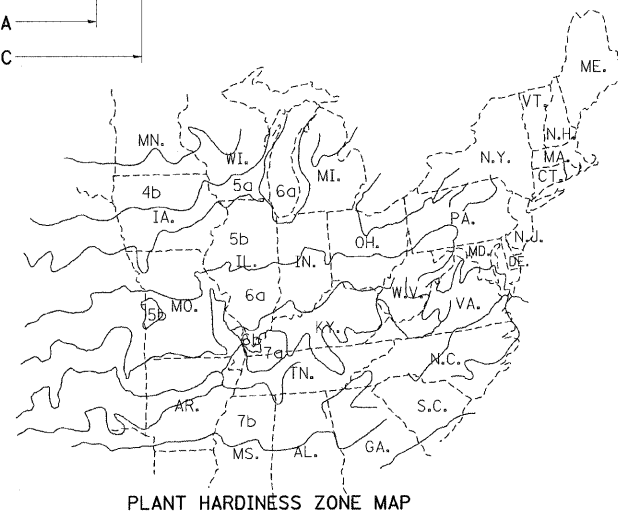 A
C
ME.
VT.
N.H.
MN.
WI.
N.Y.
MA.
CT.
MI.
4b
5a
6a
IA.
PA.
5b
OH.
N.J.
IL.
IN.
MD.
DE.
6a
W.V.
MO.
5b
VA.
KY.
6b
7a
N.C.
TN.
AR.
S.C.
7b
MS.
AL.
GA.
PLANT HARDINESS ZONE MAP